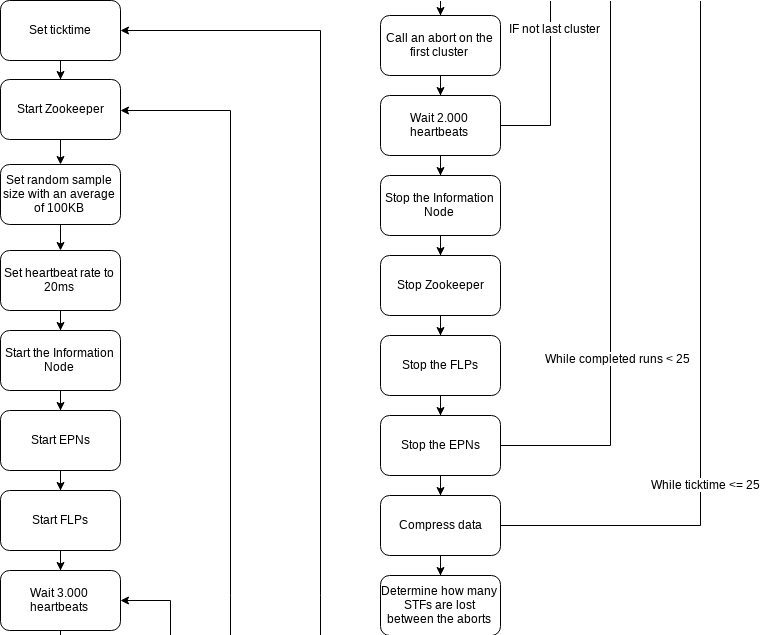 Set ticktime
Start Zookeeper
Set random sample
size with an average
of 100KB
Set heartbeat rate to
20ms
Start the Information
Node
Start EPNs
Start FLPs
Wait 3.000
heartbeats
Call an abort on the
first cluster
IF not last cluster
Wait 2.000
heartbeats
Stop the Information
Node
Stop Zookeeper
Stop the FLPs
While completed runs < 25
Stop the EPNs
While ticktime <= 25
Compress data
Determine how many
STFs are lost
between the aborts